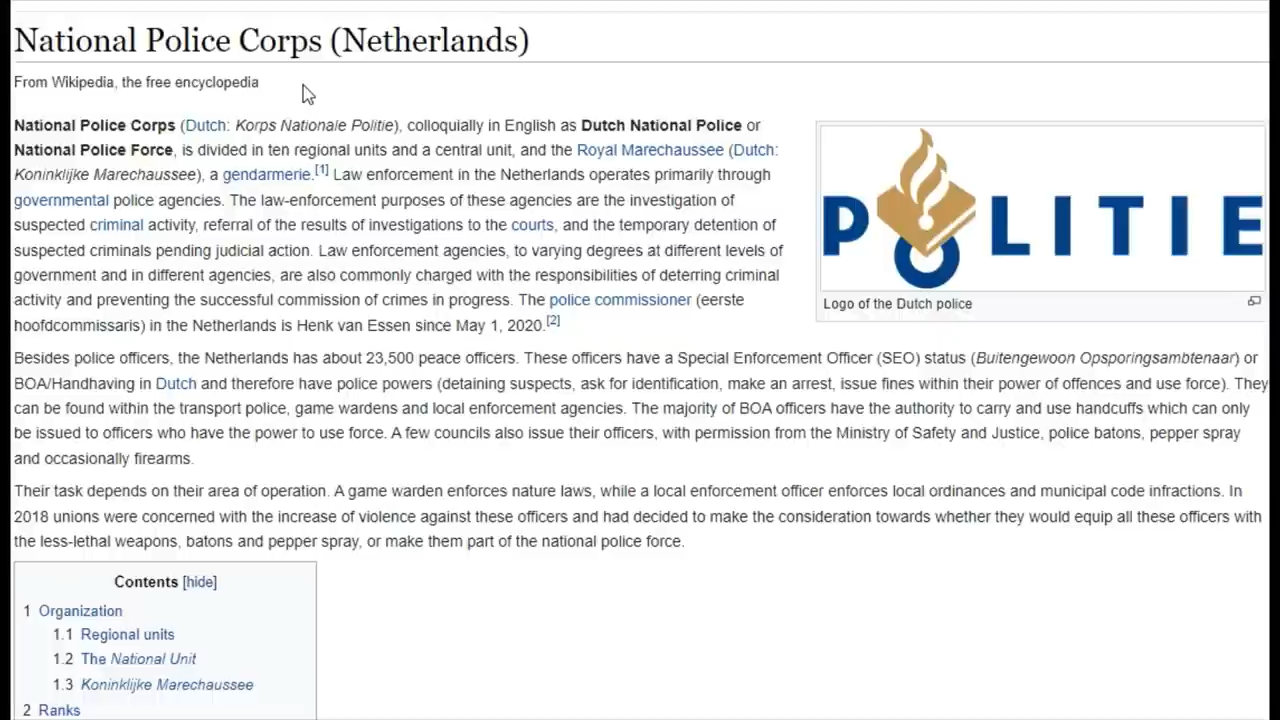 National Police Corps (Netherlands)
From Wikipedia, the free encyclopedia
National Police Corps (Dutch: Korps Nationale Politie), colloquially in English as Dutch National Police or
National Police Force, is divided in ten regional units and a central unit, and the Royal Marechaussee (Dutch:
Koninklijke Marechaussee), a gendarmerie.[1] Law enforcement in the Netherlands operates primarily through
governmental police agencies. The law-enforcement purposes of these agencies are the investigation of
suspected criminal activity, referral of the results of investigations to the courts, and the temporary detention of
suspected criminals pending judicial action. Law enforcement agencies, to varying degrees at different levels of
government and in different agencies, are also commonly charged with the responsibilities of deterring criminal
activity and preventing the successful commission of crimes in progress. The police commissioner (eerste
hoofdcommissaris) in the Netherlands is Henk van Essen since May 1, 2020.[2]
POLITIE
Logo of the Dutch police
Besides police officers, the Netherlands has about 23,500 peace officers. These officers have a Special Enforcement Officer (SEO) status (Buitengewoon Opsporingsambtenaar) or
BOA/Handhaving in Dutch and therefore have police powers (detaining suspects, ask for identification, make an arrest, issue fines within their power of offences and use force). They
can be found within the transport police, game wardens and local enforcement agencies. The majority of BOA officers have the authority to carry and use handcuffs which can only
be issued to officers who have the power to use force. A few councils also issue their officers, with permission from the Ministry of Safety and Justice, police batons, pepper spray
and occasionally firearms.
Their task depends on their area of operation. A game warden enforces nature laws, while a local enforcement officer enforces local ordinances and municipal code infractions. In
2018 unions were concerned with the increase of violence against these officers and had decided to make the consideration towards whether they would equip all these officers with
the less-lethal weapons, batons and pepper spray, or make them part of the national police force.
Contents [hide]
1 Organization
1.1 Regional units
1.2 The National Unit
1.3 Koninklijke Marechaussee
2 Ranks